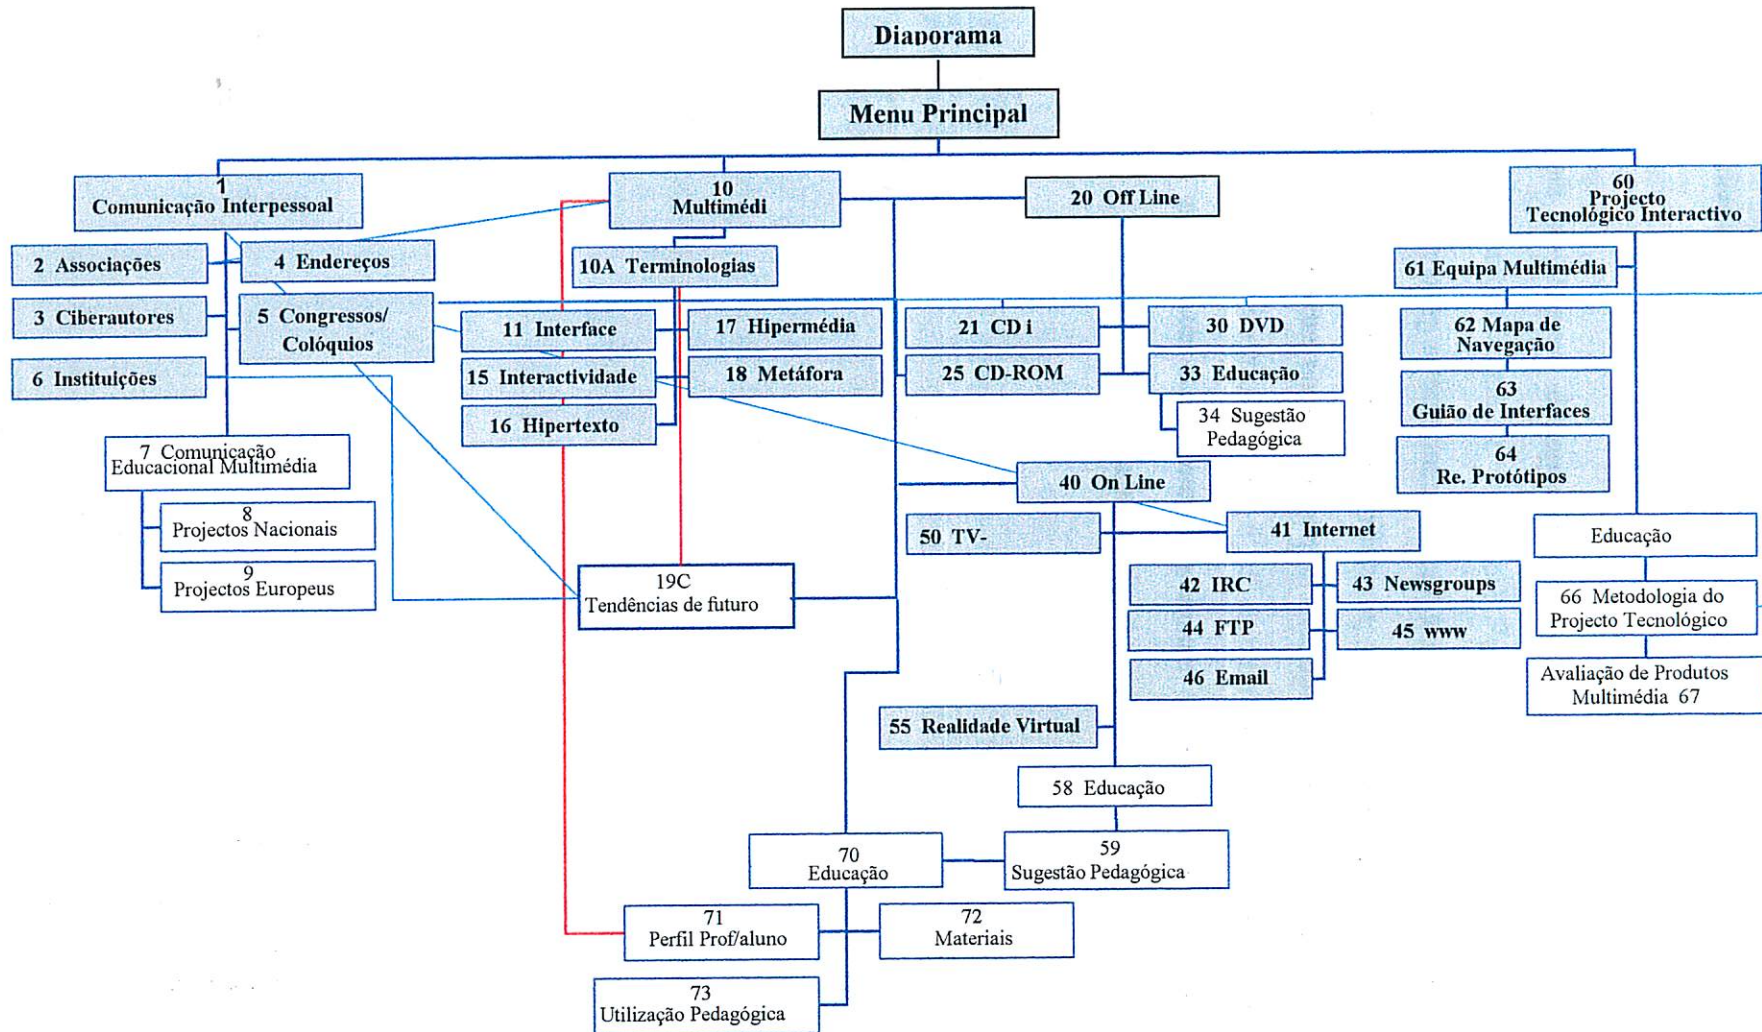 Diaporama
Menu Principal
1
Comunicação Interpessoal
2 Associações
4 Endereços
3 Ciberautores
5 Congressos/
Colóquios
6 Instituições
7 Comunicação
Educacional Multimédia
8
Projectos Nacionais
9
Projectos Europeus
10
Multimédi
10A Terminologias
11 Interface
17 Hipermédia
15 Interactividade
18 Metáfora
16 Hipertexto
19C
Tendências de futuro
20 Off Line
21 CD i
30 DVD
25 CD-ROM
33 Educação
34 Sugestão
Pedagógica
40 On Line
50 TV-
41 Internet
42 IRC
43 Newsgroups
44 FTP
45 www
46 Email
55 Realidade Virtual
58 Educação
59
Sugestão Pedagógica
70
Educação
71
Perfil Prof/aluno
72
Materiais
73
Utilização Pedagógica
60
Projecto
Tecnológico Interactivo
61 Equipa Multimédia
62 Mapa de
Navegação
63
Guião de Interfaces
64
Re. Protótipos
Educação
66 Metodologia do
Projecto Tecnológico
Avaliação de Produtos
Multimédia 67